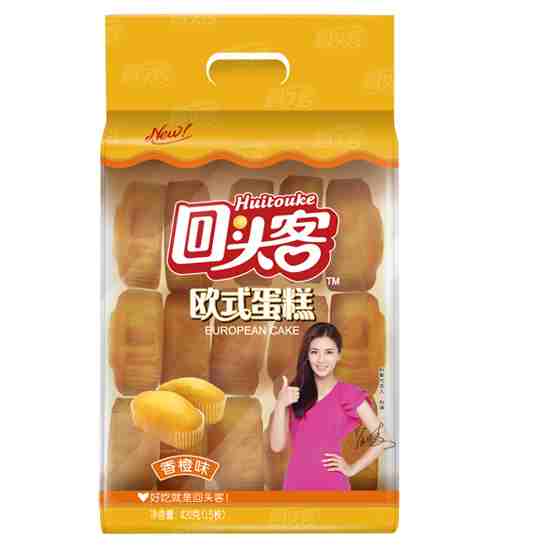 New!
Huitouke
回头客
TM
欧式蛋糕
EUROPEAN CAKE
香橙味
好吃就是回头客!
净含量: 420克(15枚)